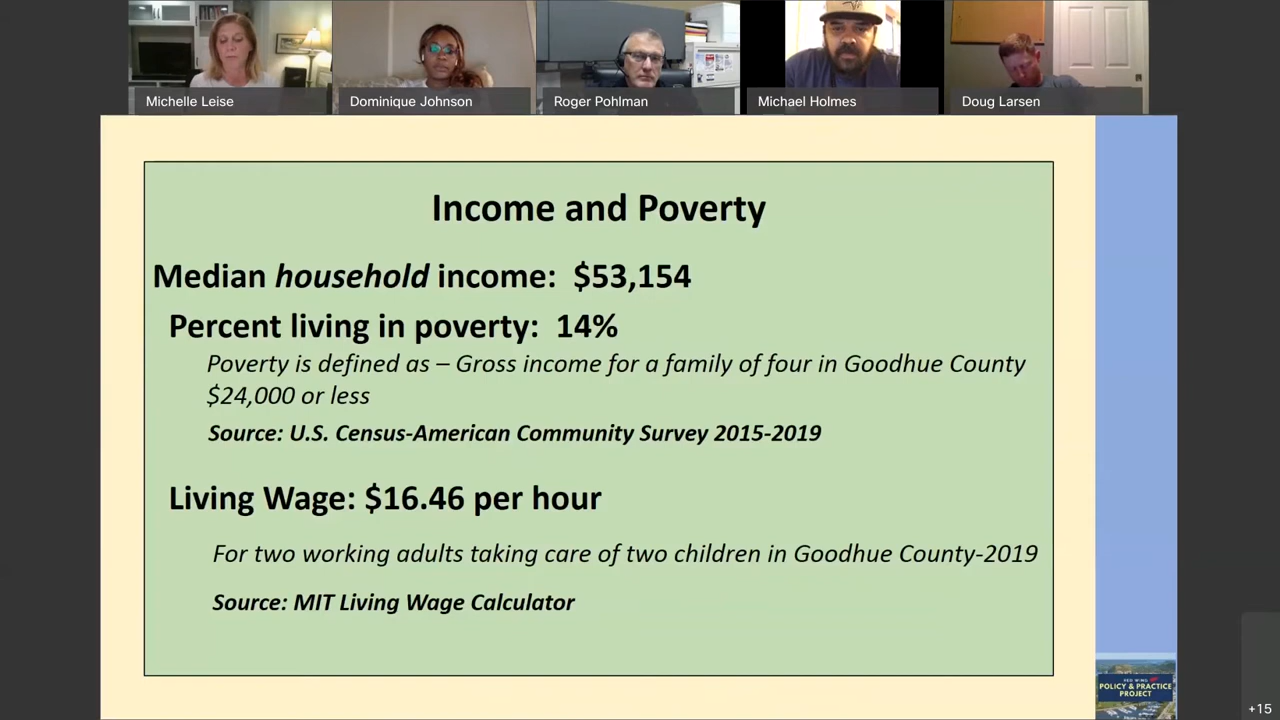 Michelle Leise
Dominique Johnson
Roger Pohlman
Michael Holmes
Doug Larsen
Income and Poverty
Median household income: $53,154
Percent living in poverty: 14%
Poverty is defined as – Gross income for a family of four in Goodhue County
$24,000 or less
Source: U.S. Census-American Community Survey 2015-2019
Living Wage: $16.46 per hour
For two working adults taking care of two children in Goodhue County-2019
Source: MIT Living Wage Calculator
RED WING
POLICY & PRACTICE
PROJECT
+15